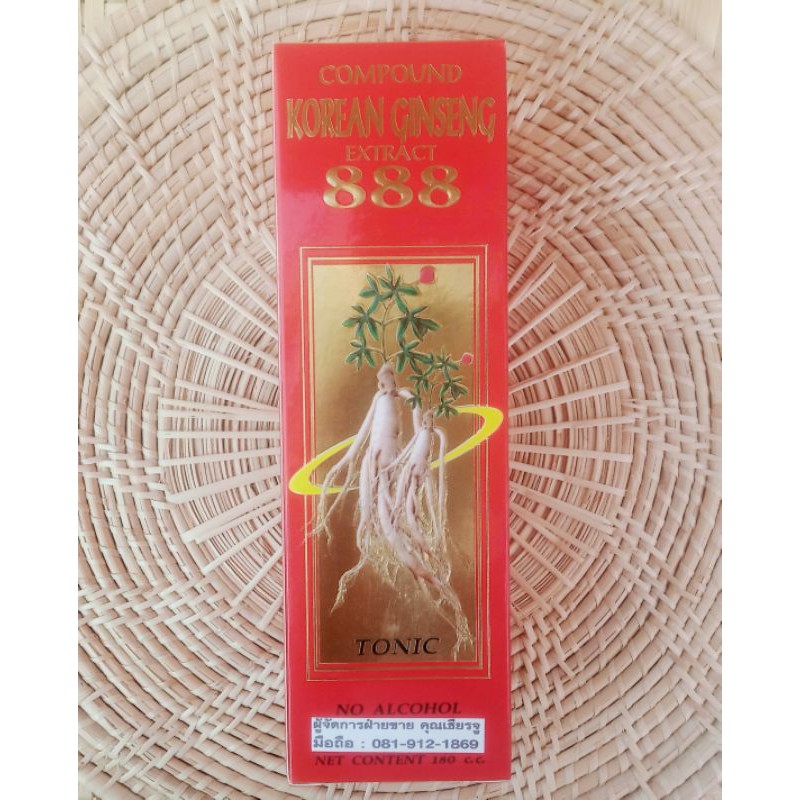 COMPOUND
KOREAN GINSENG
EXTRACT
888
TONIC
NO ALCOHOL
ผู้จัดการฝ่ายขาย คุณเธียรจู
มือถือ : 081-912-1869
NET CONTENT 180 c.c.